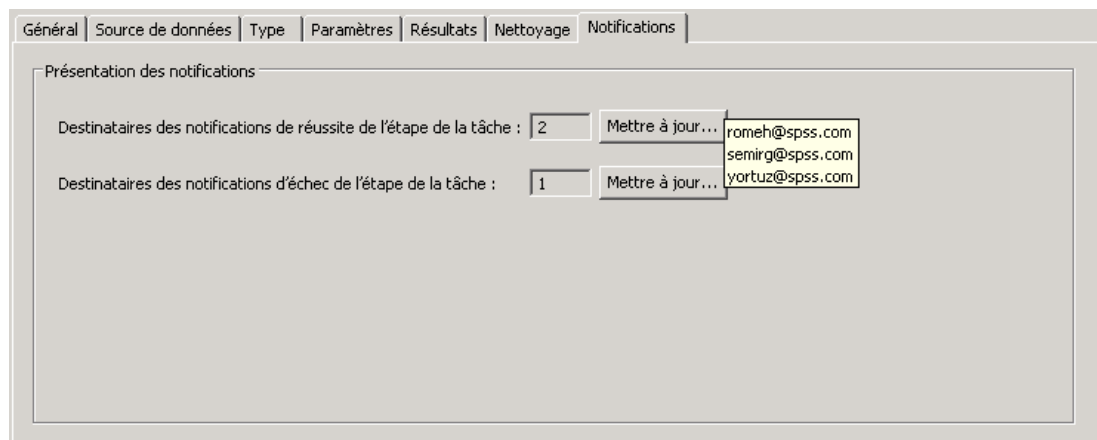 Général Source de données Type Paramètres Résultats Nettoyage Notifications
Présentation des notifications
Destinataires des notifications de réussite de l'étape de la tâche : 2 Mettre à jour...
romeh@spss.com
semirg@spss.com
yortuz@spss.com
Destinataires des notifications d'échec de l'étape de la tâche : 1 Mettre à jour...